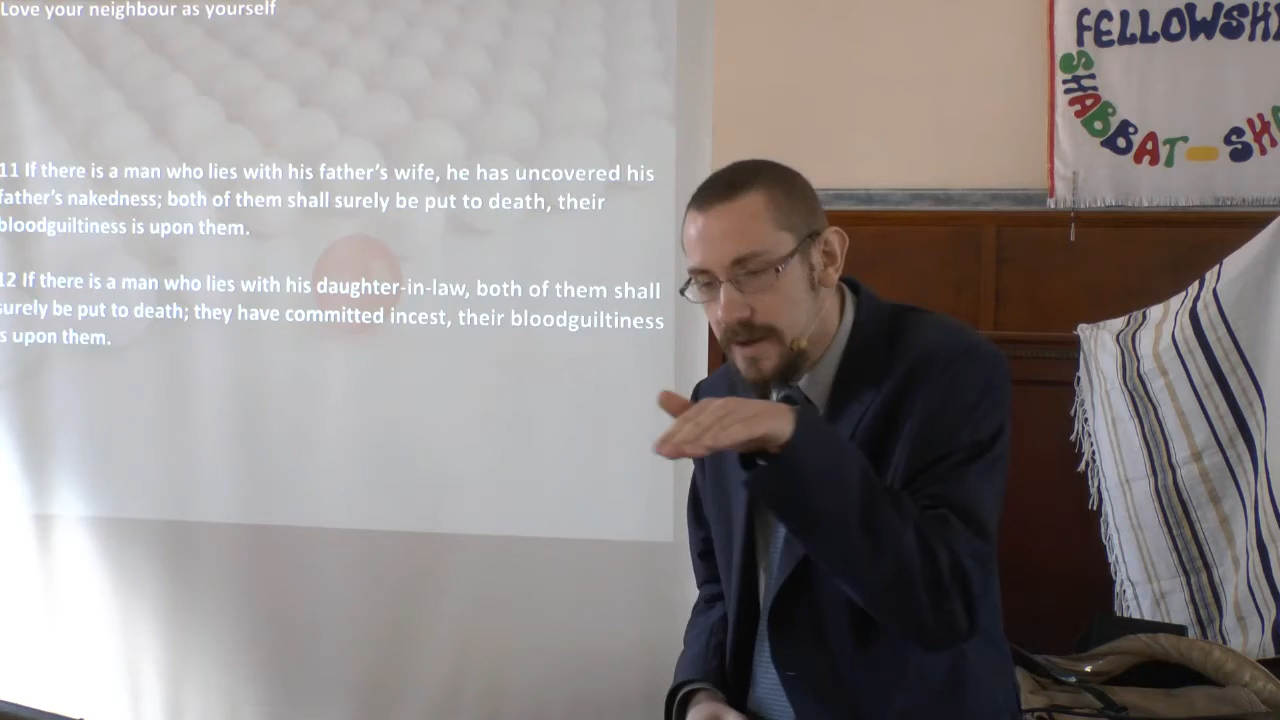 Love your neighbour as yourself
11 If there is a man who lies with his father's wife, he has uncovered his
father's nakedness; both of them shall surely be put to death, their
bloodguiltiness is upon them.
12 If there is a man who lies with his daughter-in-law, both of them shall
surely be put to death; they have committed incest, their bloodguiltiness
s upon them.
FELLOWSHI
SHABBAT-SH